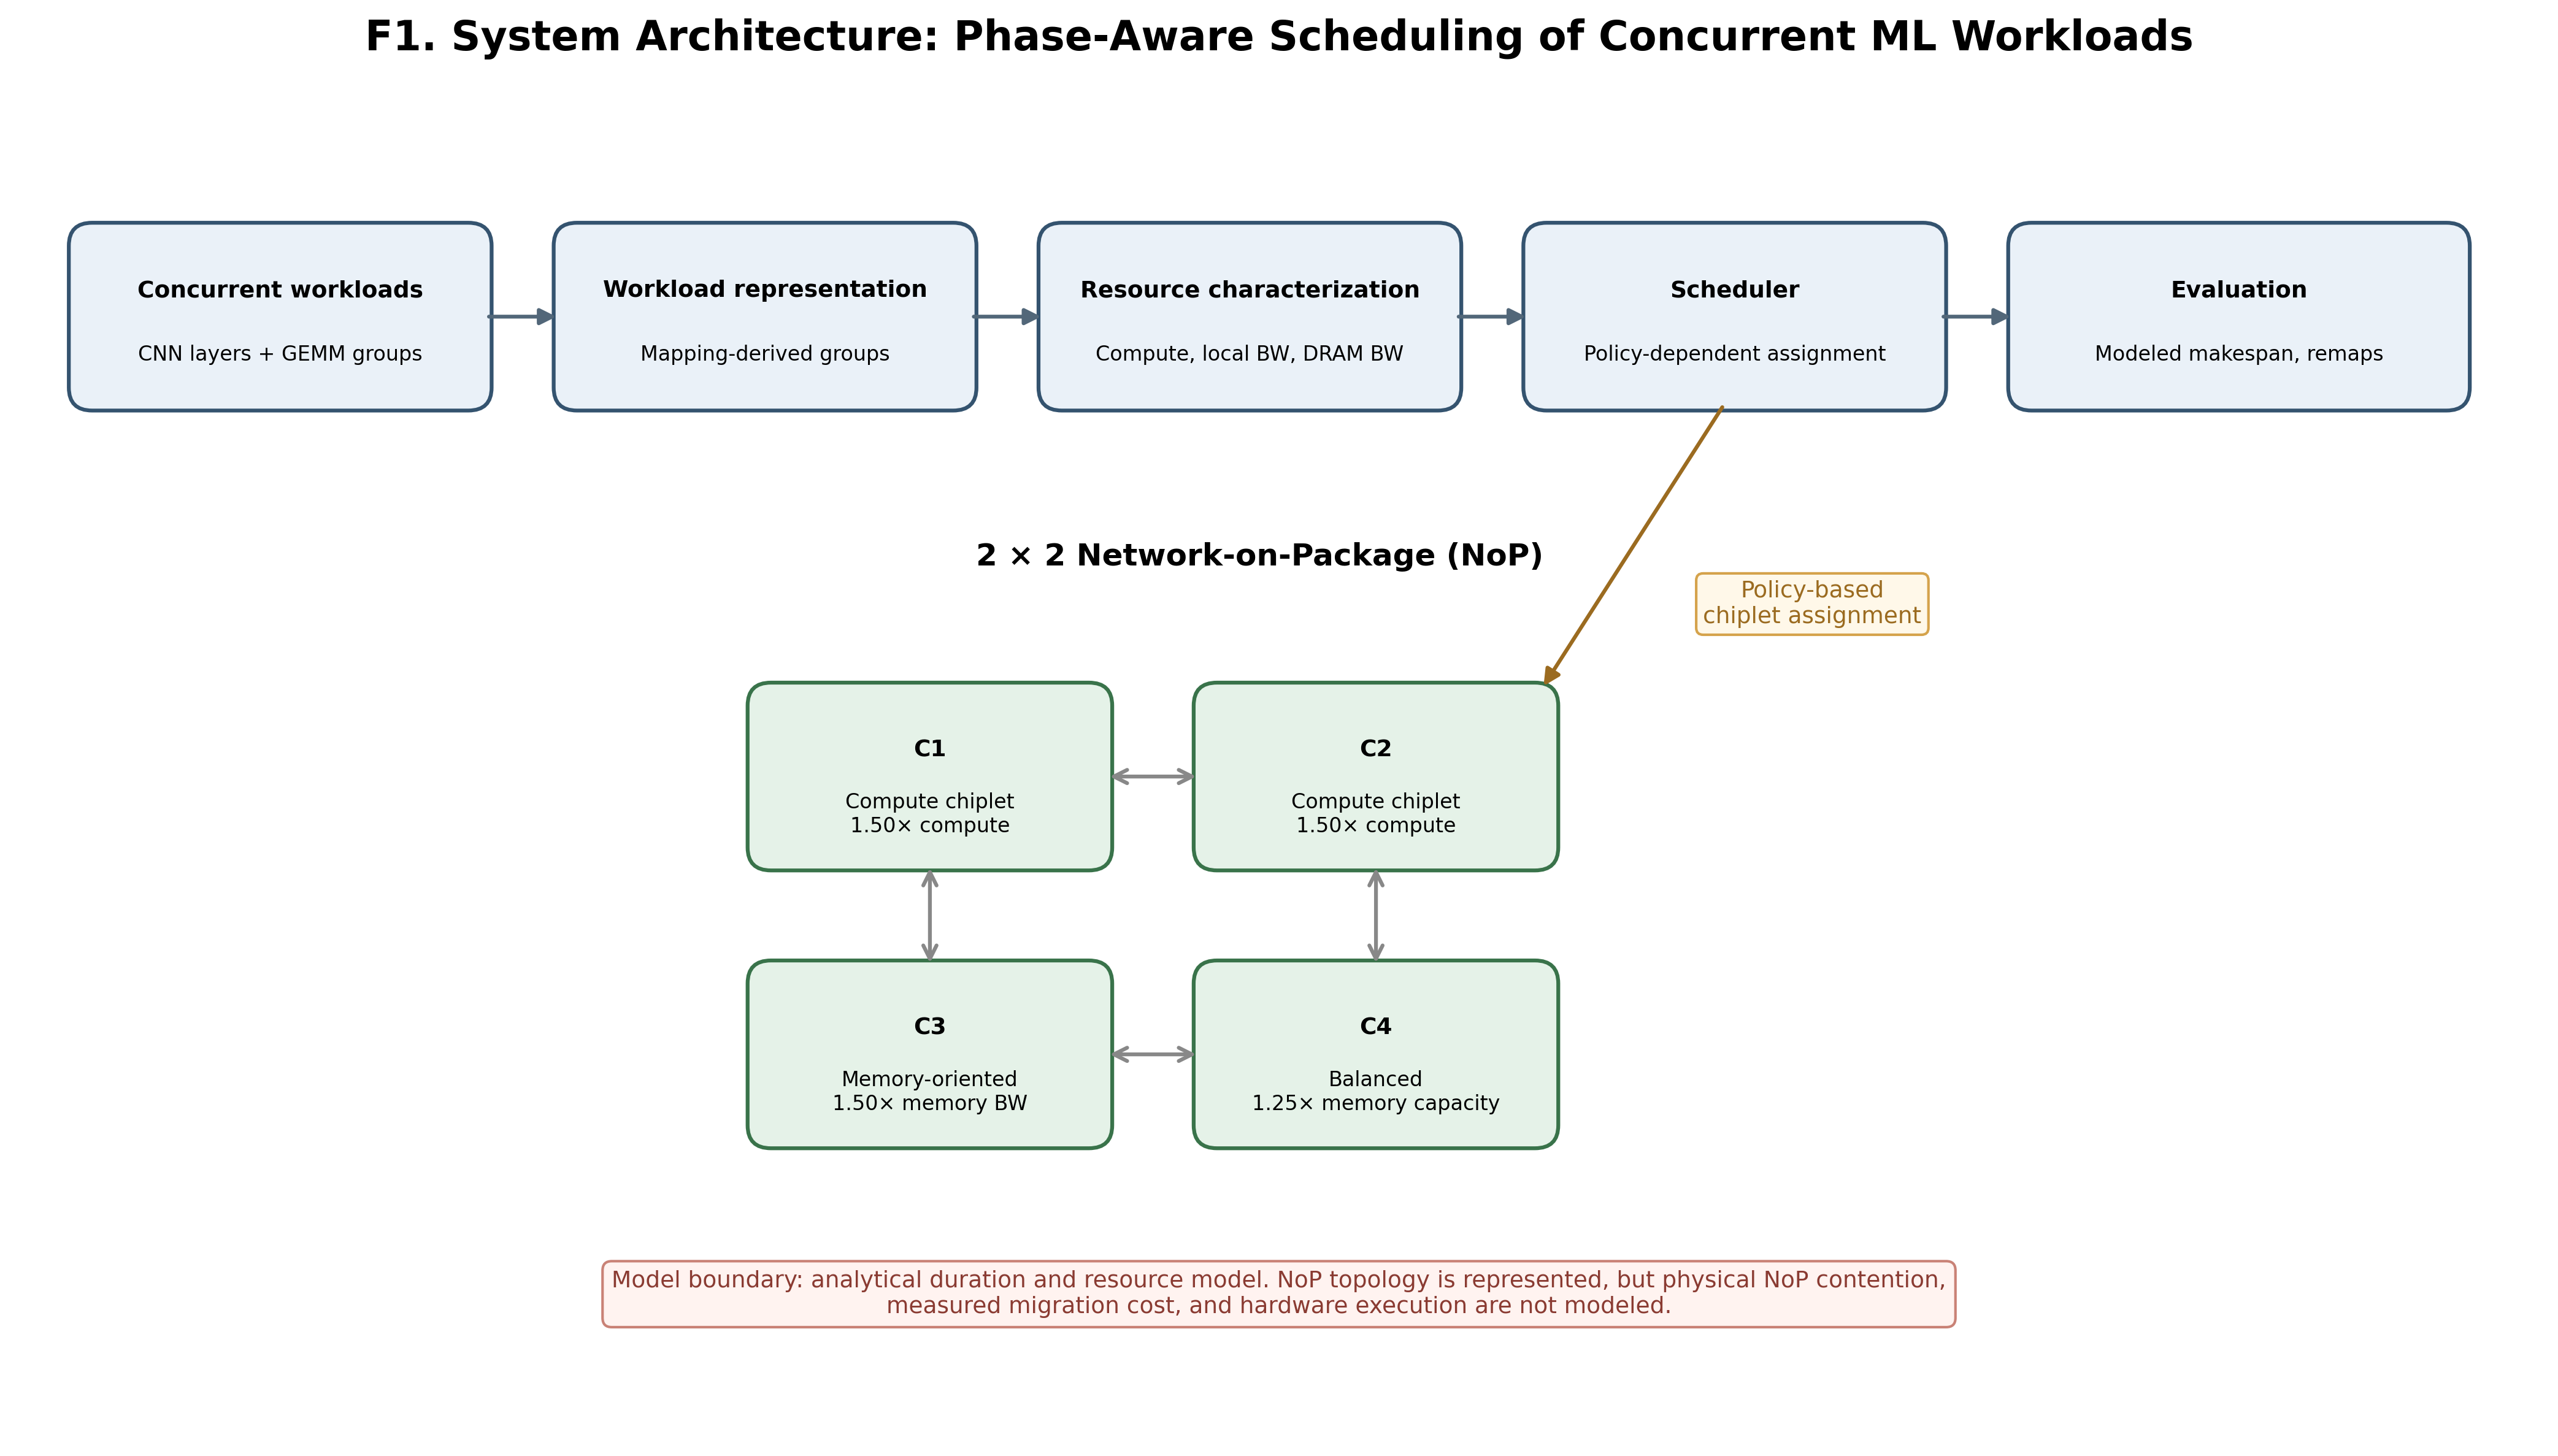 F1. System Architecture: Phase-Aware Scheduling of Concurrent ML Workloads
Concurrent workloads
CNN layers + GEMM groups
Workload representation
Mapping-derived groups
Resource characterization
Compute, local BW, DRAM BW
Scheduler
Policy-dependent assignment
Evaluation
Modeled makespan, remaps
2 × 2 Network-on-Package (NoP)
Policy-based
chiplet assignment
C1
Compute chiplet
1.50× compute
C2
Compute chiplet
1.50× compute
C3
Memory-oriented
1.50× memory BW
C4
Balanced
1.25× memory capacity
Model boundary: analytical duration and resource model. NoP topology is represented, but physical NoP contention,
measured migration cost, and hardware execution are not modeled.